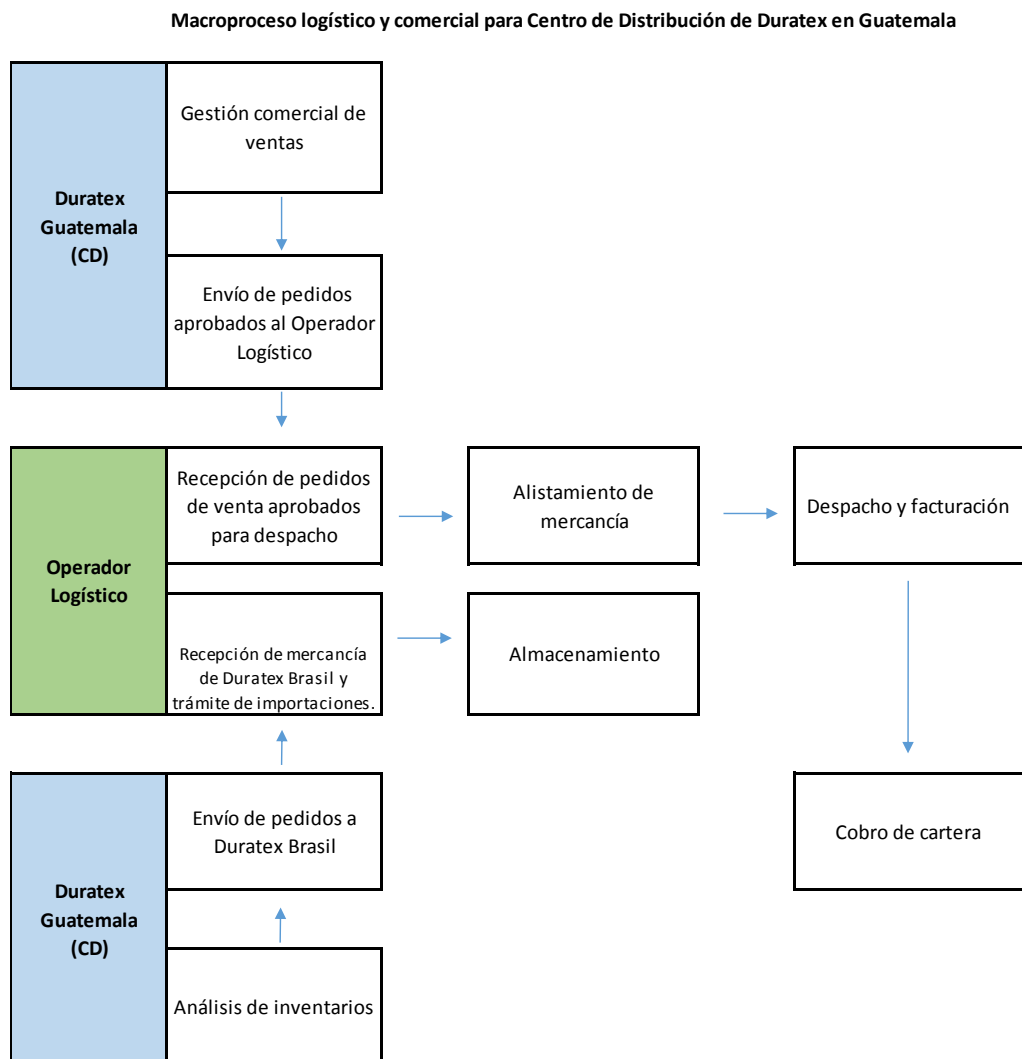 Macroproceso logístico y comercial para Centro de Distribución de Duratex en Guatemala
Duratex
Guatemala
(CD)
Gestión comercial de
ventas
Envío de pedidos
aprobados al Operador
Logístico
Operador
Logístico
Recepción de pedidos
de venta aprobados
para despacho
Alistamiento de
mercancía
Despacho y facturación
Recepción de mercancía
de Duratex Brasil y
trámite de importaciones.
Almacenamiento
Duratex
Guatemala
(CD)
Envío de pedidos a
Duratex Brasil
Cobro de cartera
Análisis de inventarios